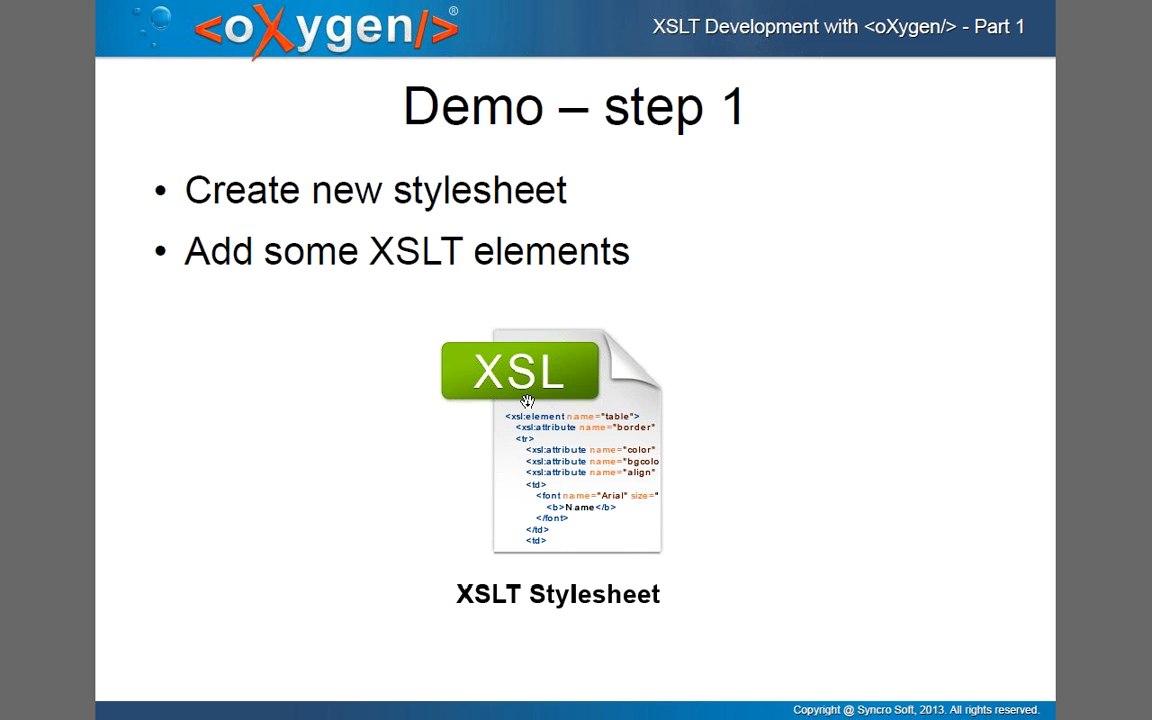 <oXygen/>®
XSLT Development with <oXygen/> - Part 1
Demo – step 1
• Create new stylesheet
• Add some XSLT elements
XSL
<xsl:element name="table">
<xsl:attribute name="border"
<tr>
<xsl:attribute name="color"
<xsl:attribute name="bgcolo
<xsl:attribute name="align"
<td>
<font name="Arial" size="
<b>Name</b>
</font>
</td>
<td>
XSLT Stylesheet
Copyright @ Syncro Soft, 2013. All rights reserved.